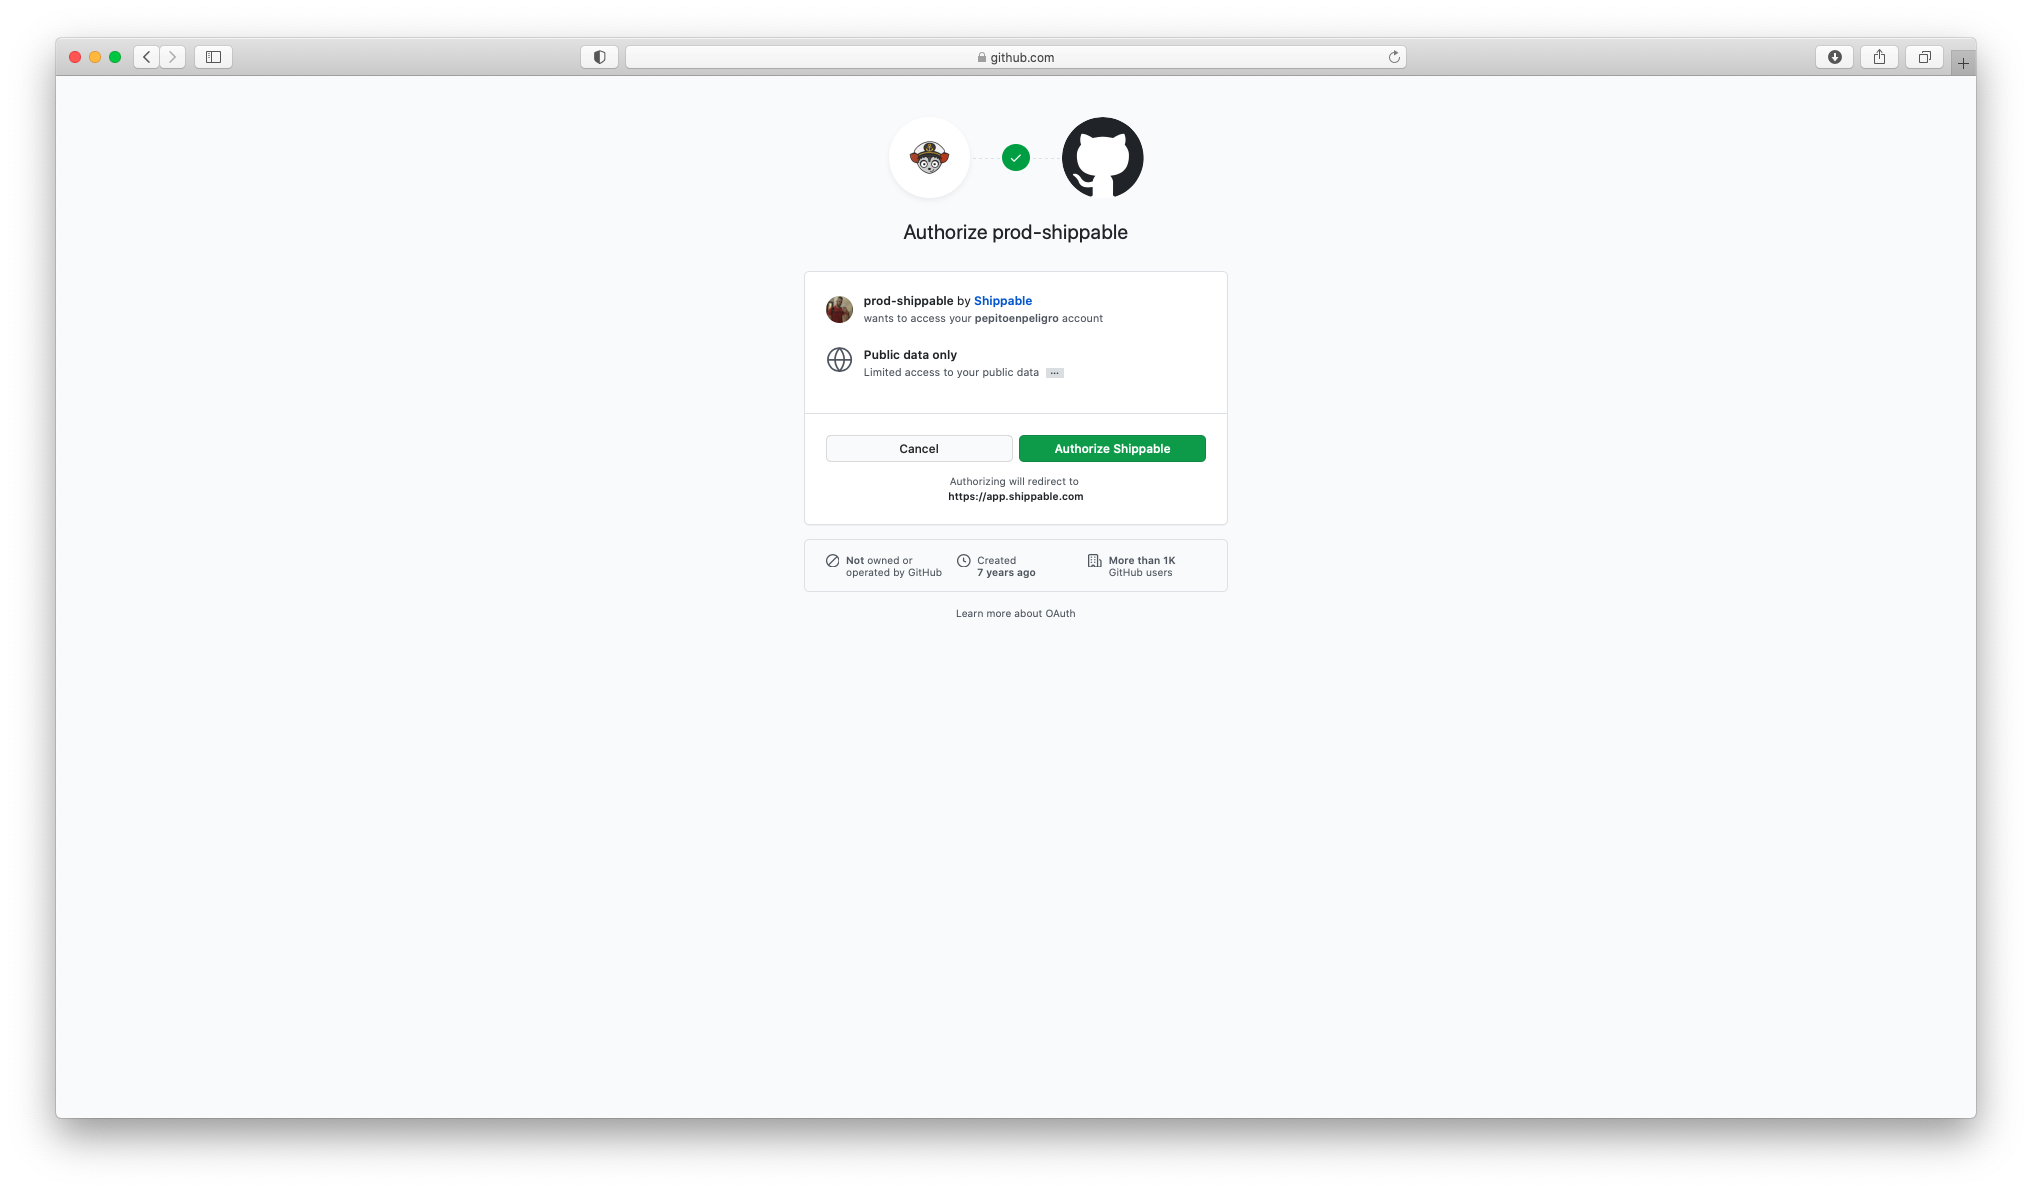 github.com
Authorize prod-shippable
prod-shippable by Shippable
wants to access your pepitoenpeligro account
Public data only
Limited access to your public data
Cancel
Authorize Shippable
Authorizing will redirect to
https://app.shippable.com
Not owned or
operated by GitHub
Created
7 years ago
More than 1K
GitHub users
Learn more about OAuth